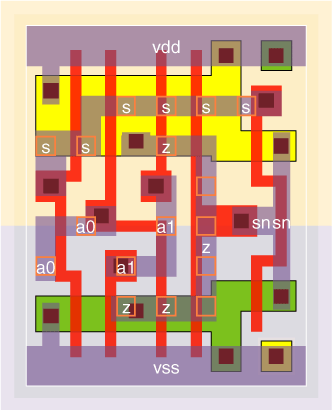 vdd
s s s s
s s z
a0 a1 sn sn
z
a0 a1
z z
vss